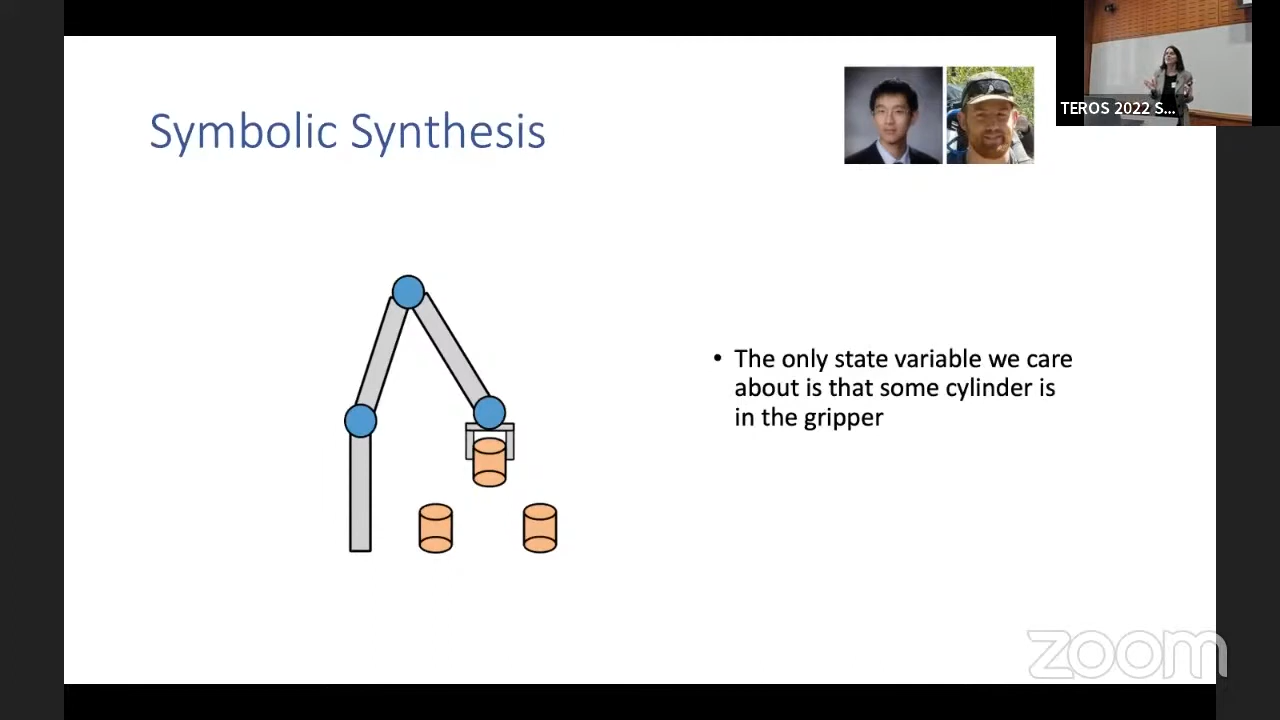 Symbolic Synthesis
TEROS 2022 S...
• The only state variable we care
about is that some cylinder is
in the gripper
zoom